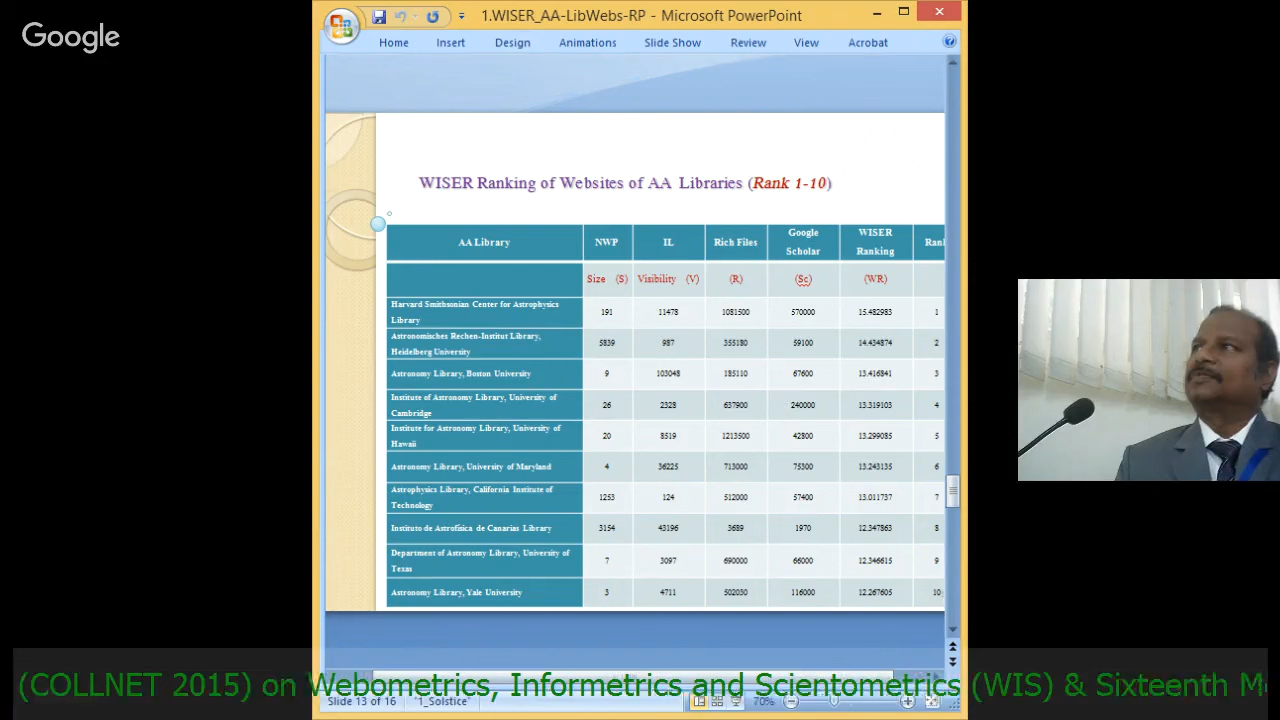 Google
1.WISER_AA-LibWebs-RP - Microsoft PowerPoint
Home Insert Design Animations Slide Show Review View Acrobat
WISER Ranking of Websites of AA Libraries (Rank 1-10)
AA Library NWP IL Rich Files Google Scholar WISER Ranking Rank
Size (S) Visibility (V) (R) (Sc) (WR)
Harvard Smithsonian Center for Astrophysics Library 191 11478 1081500 570000 15.482983 1
Astronomisches Rechen-Institut Library, Heidelberg University 5839 987 355180 59100 14.434874 2
Astronomy Library, Boston University 9 103048 185110 67600 13.416841 3
Institute of Astronomy Library, University of Cambridge 26 2328 637900 240000 13.319103 4
Institute for Astronomy Library, University of Hawaii 20 8519 1213500 42800 13.299085 5
Astronomy Library, University of Maryland 4 36225 713000 75300 13.243135 6
Astrophysics Library, California Institute of Technology 1253 124 512000 57400 13.011737 7
Instituto de Astrofísica de Canarias Library 3154 43196 3689 1970 12.347863 8
Department of Astronomy Library, University of Texas 7 3097 690000 66000 12.346615 9
Astronomy Library, Yale University 3 4711 502030 116000 12.267605 10
(COLLNET 2015) on Webometrics, Informetrics and Scientometrics (WIS) & Sixteenth M
Slide 13 of 16 "1_Solstice" 70%